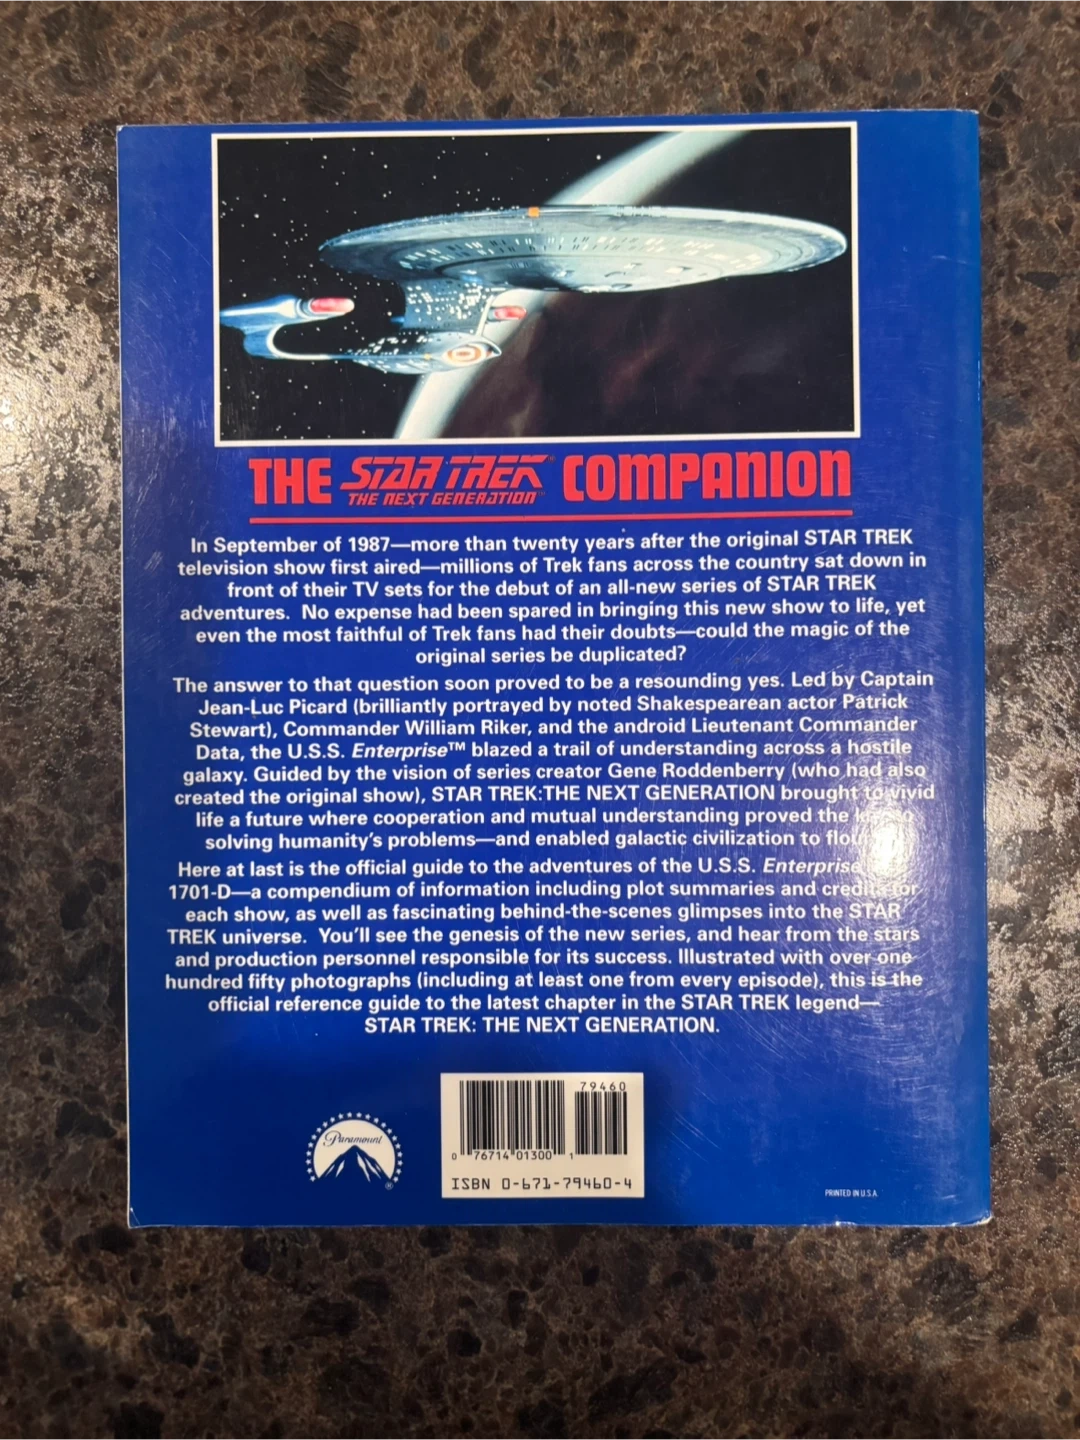 THE STAR TREK® COMPANION
THE NEXT GENERATION™
In September of 1987—more than twenty years after the original STAR TREK
television show first aired—millions of Trek fans across the country sat down in
front of their TV sets for the debut of an all-new series of STAR TREK
adventures. No expense had been spared in bringing this new show to life, yet
even the most faithful of Trek fans had their doubts—could the magic of the
original series be duplicated?
The answer to that question soon proved to be a resounding yes. Led by Captain
Jean-Luc Picard (brilliantly portrayed by noted Shakespearean actor Patrick
Stewart), Commander William Riker, and the android Lieutenant Commander
Data, the U.S.S. Enterprise™ blazed a trail of understanding across a hostile
galaxy. Guided by the vision of series creator Gene Roddenberry (who had also
created the original show), STAR TREK:THE NEXT GENERATION brought to vivid
life a future where cooperation and mutual understanding proved the
solving humanity's problems—and enabled galactic civilization to
Here at last is the official guide to the adventures of the U.S.S. Enterprise
1701-D—a compendium of information including plot summaries and credits for
each show, as well as fascinating behind-the-scenes glimpses into the STAR
TREK universe. You'll see the genesis of the new series, and hear from the stars
and production personnel responsible for its success. Illustrated with over one
hundred fifty photographs (including at least one from every episode), this is the
official reference guide to the latest chapter in the STAR TREK legend—
STAR TREK: THE NEXT GENERATION.
Paramount
®
79460
0 76714 01300 1
ISBN 0-671-79460-4
PRINTED IN U.S.A.